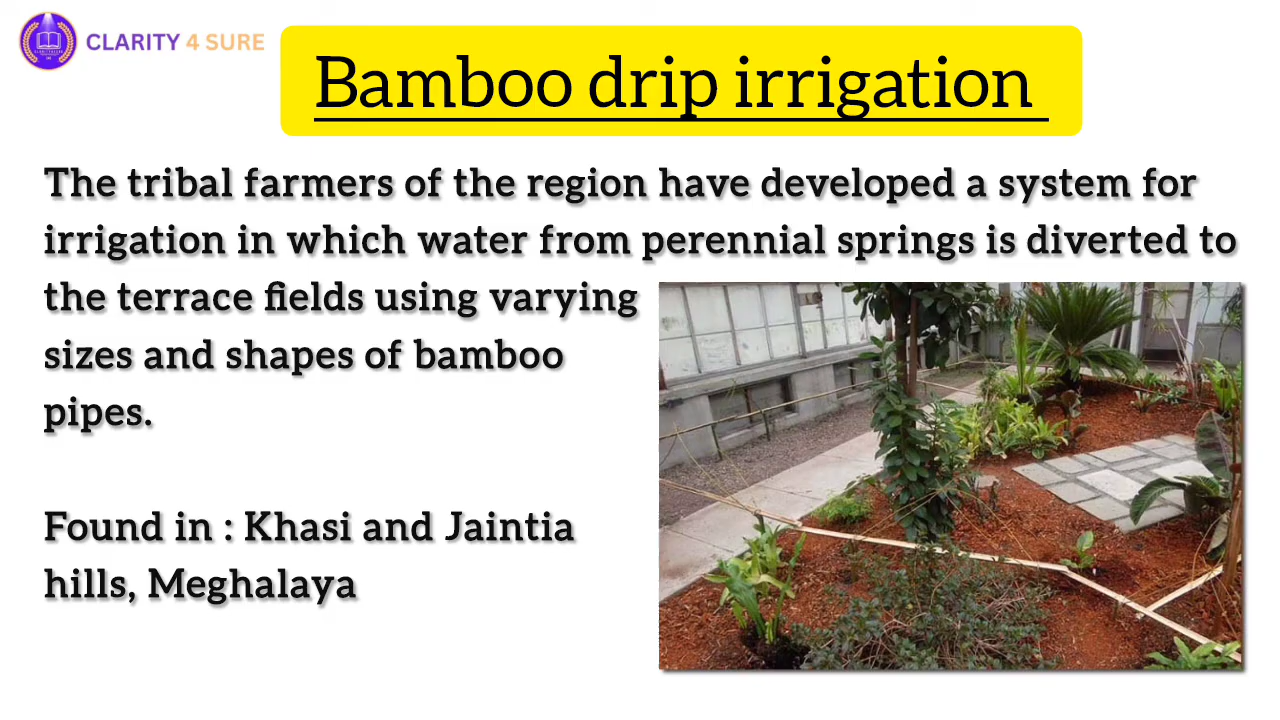 CLARITY 4 SURE
Bamboo drip irrigation
The tribal farmers of the region have developed a system for
irrigation in which water from perennial springs is diverted to
the terrace fields using varying
sizes and shapes of bamboo
pipes.
Found in : Khasi and Jaintia
hills, Meghalaya